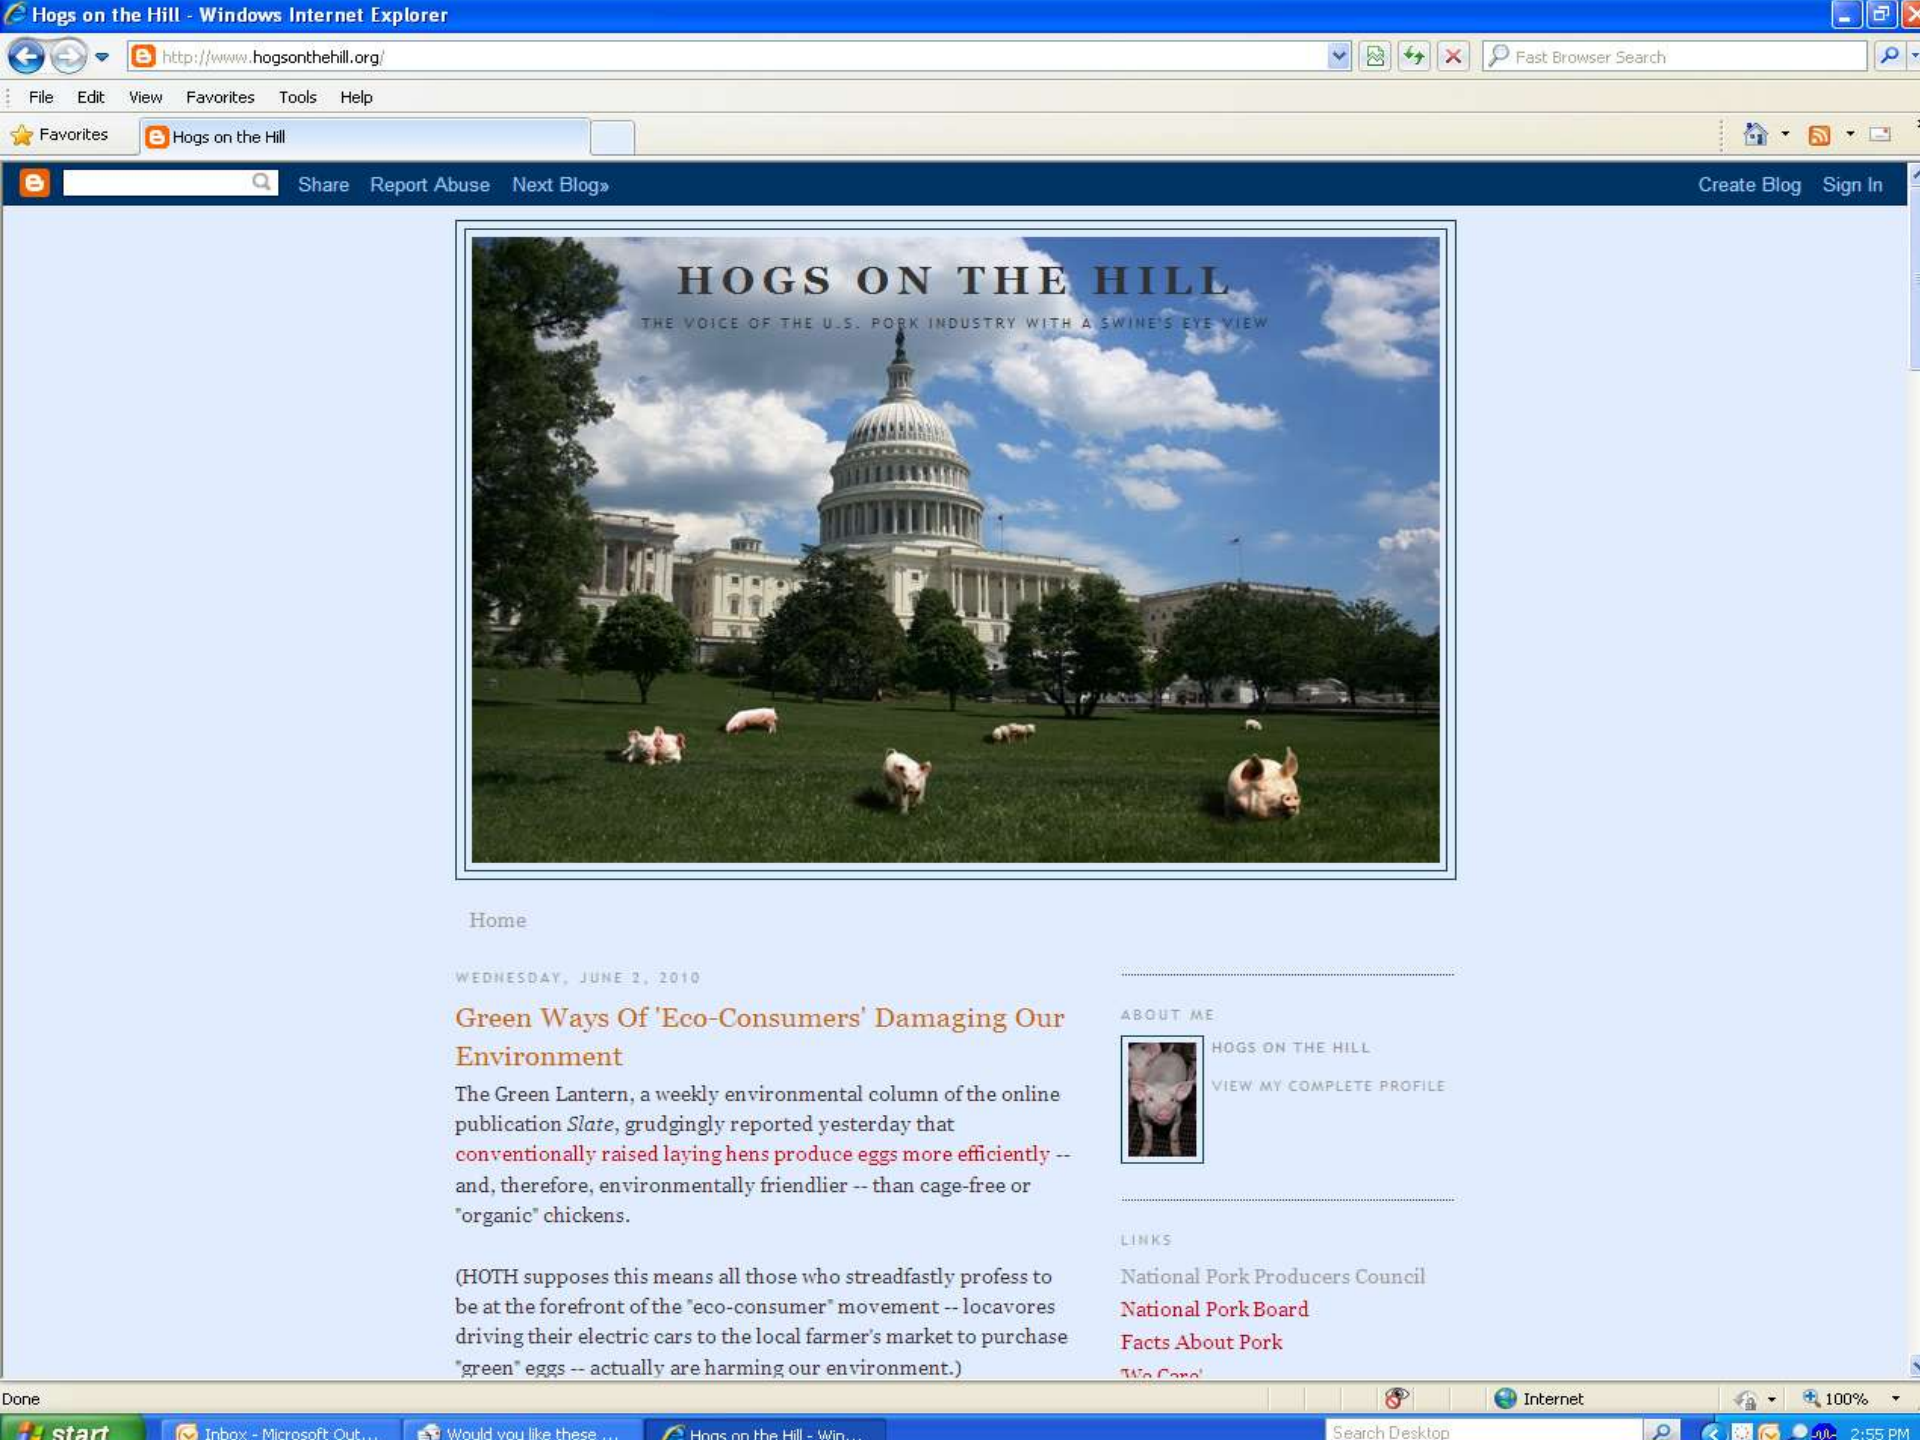 Hogs on the Hill - Windows Internet Explorer
http://www.hogsonthehill.org/
Fast Browser Search
File Edit View Favorites Tools Help
Favorites
Hogs on the Hill
Share Report Abuse Next Blog»
Create Blog Sign In
HOGS ON THE HILL
THE VOICE OF THE U.S. PORK INDUSTRY WITH A SWINE'S EYE VIEW
Home
WEDNESDAY, JUNE 2, 2010
Green Ways Of 'Eco-Consumers' Damaging Our
Environment
The Green Lantern, a weekly environmental column of the online
publication Slate, grudgingly reported yesterday that
conventionally raised laying hens produce eggs more efficiently --
and, therefore, environmentally friendlier -- than cage-free or
"organic" chickens.
(HOTH supposes this means all those who streadfastly profess to
be at the forefront of the "eco-consumer" movement -- locavores
driving their electric cars to the local farmer's market to purchase
"green" eggs -- actually are harming our environment.)
ABOUT ME
HOGS ON THE HILL
VIEW MY COMPLETE PROFILE
LINKS
National Pork Producers Council
National Pork Board
Facts About Pork
'We Care'
Done
Internet
100%
start
Inbox - Microsoft Out...
Would you like these ...
Hogs on the Hill - Win...
Search Desktop
2:55 PM